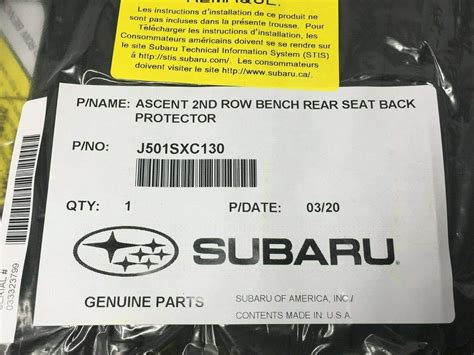 REMARQUE:
Les instructions d'installation de ce produit ne
sont pas incluses dans la présente trousse. Pour
Télécharger les instructions d'installation, les
Consommateurs américains doivent se rendre sur
le Subaru Technical Information System (STIS) à
http://stis.subaru.com/. Les consommateurs
doivent visiter le site http://www.subaru.ca/.
P/NAME: ASCENT 2ND ROW BENCH REAR SEAT BACK
PROTECTOR
P/NO: J501SXC130
QTY: 1 P/DATE: 03/20
SUBARU
GENUINE PARTS
SUBARU OF AMERICA, INC.
CONTENTS MADE IN U.S.A.
SERIAL #
033323799